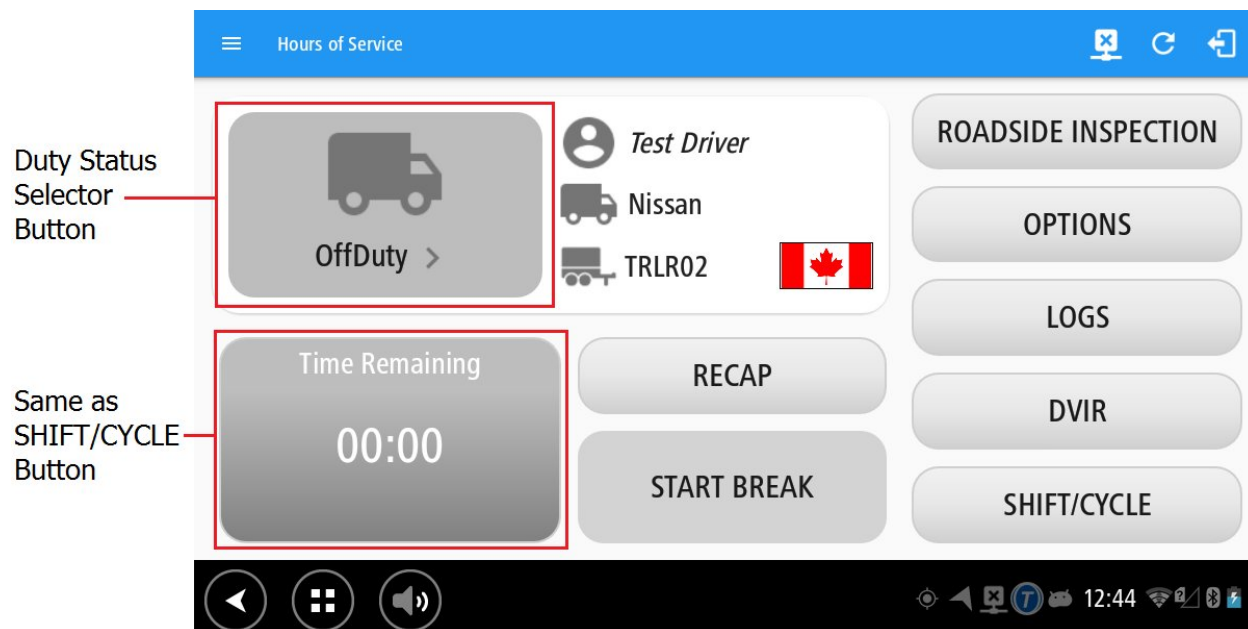 Hours of Service
Duty Status
Selector
Button
OffDuty >
Test Driver
Nissan
TRLR02
ROADSIDE INSPECTION
OPTIONS
LOGS
DVIR
SHIFT/CYCLE
Same as
SHIFT/CYCLE
Button
Time Remaining
00:00
RECAP
START BREAK
T
12:44